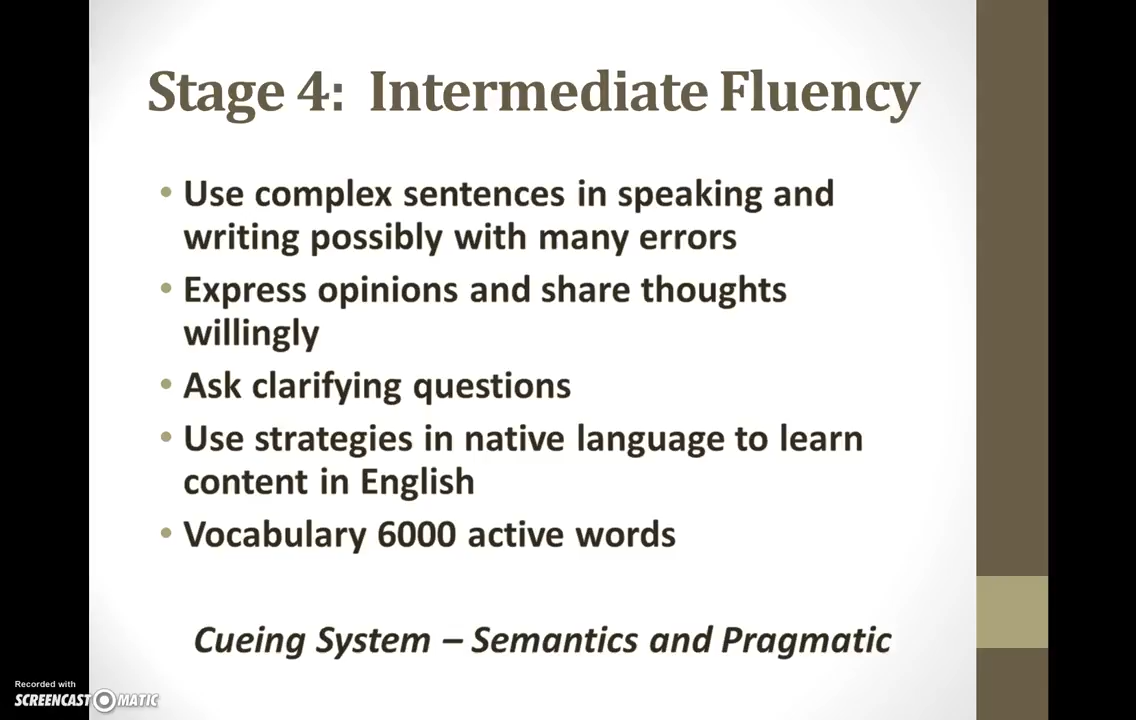 Stage 4:  Intermediate Fluency
• Use complex sentences in speaking and
writing possibly with many errors
• Express opinions and share thoughts
willingly
• Ask clarifying questions
• Use strategies in native language to learn
content in English
• Vocabulary 6000 active words
Cueing System – Semantics and Pragmatic
Recorded with
SCREENCAST MATIC